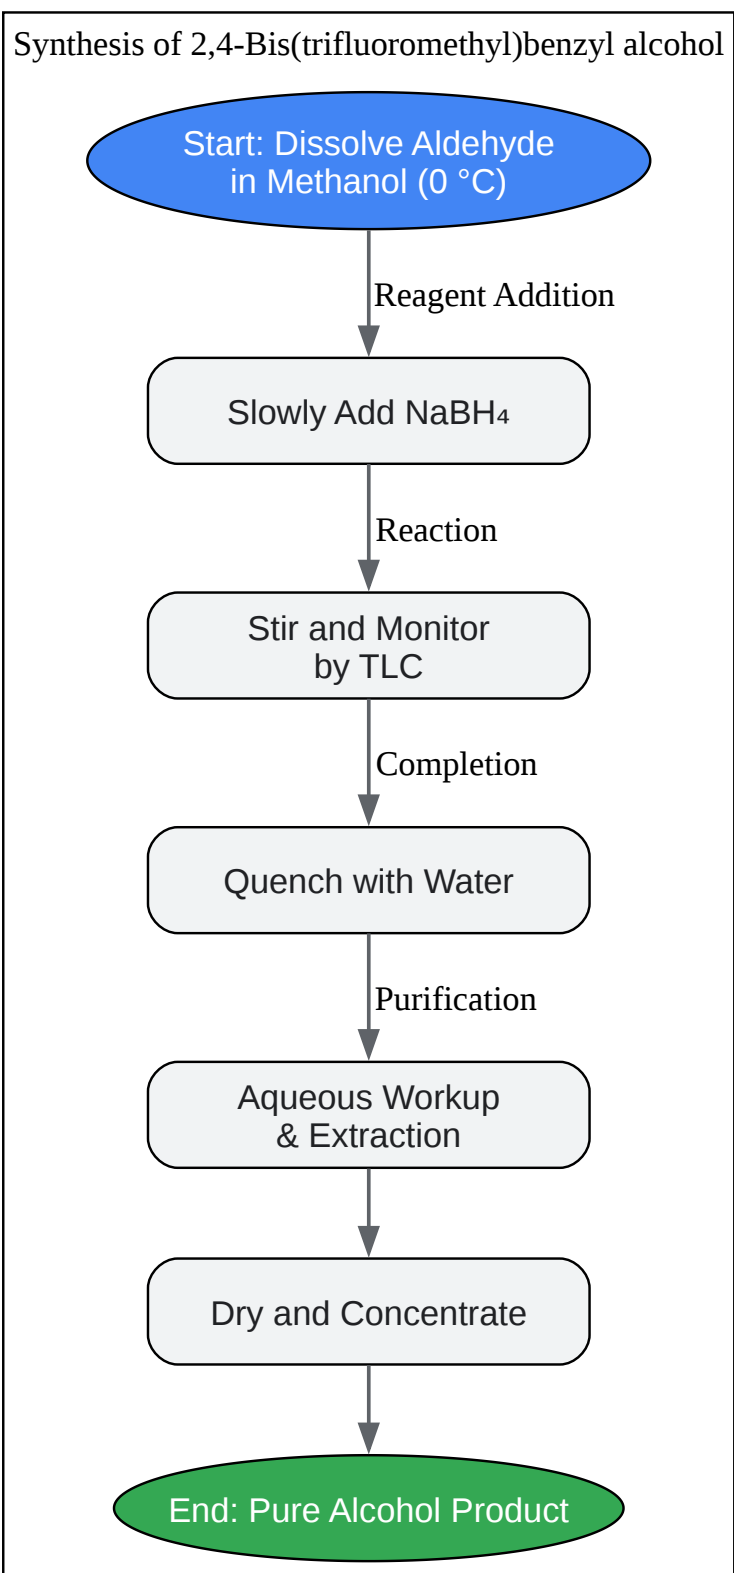 Synthesis of 2,4-Bis(trifluoromethyl)benzyl alcohol
Start: Dissolve Aldehyde
in Methanol (0 °C)
Reagent Addition
Slowly Add NaBH₄
Reaction
Stir and Monitor
by TLC
Completion
Quench with Water
Purification
Aqueous Workup
& Extraction
Dry and Concentrate
End: Pure Alcohol Product